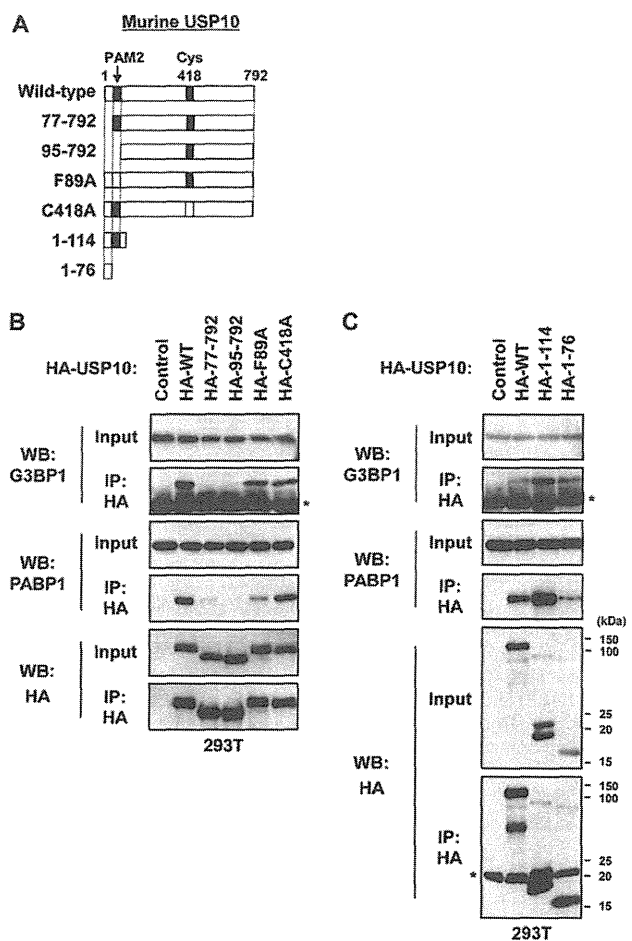 A
Murine USP10
PAM2 Cys
1 418 792
Wild-type
77-792
95-792
F89A
C418A
1-114
1-76
B
HA-USP10:
Control
HA-WT
HA-77-792
HA-95-792
HA-F89A
HA-C418A
WB: G3BP1
Input
IP: HA
*
WB: PABP1
Input
IP: HA
WB: HA
Input
IP: HA
293T
C
HA-USP10:
Control
HA-WT
HA-1-114
HA-1-76
WB: G3BP1
Input
IP: HA
*
WB: PABP1
Input
IP: HA
(kDa)
WB: HA
Input
150
100
25
20
15
IP: HA
*
150
100
25
20
15
293T